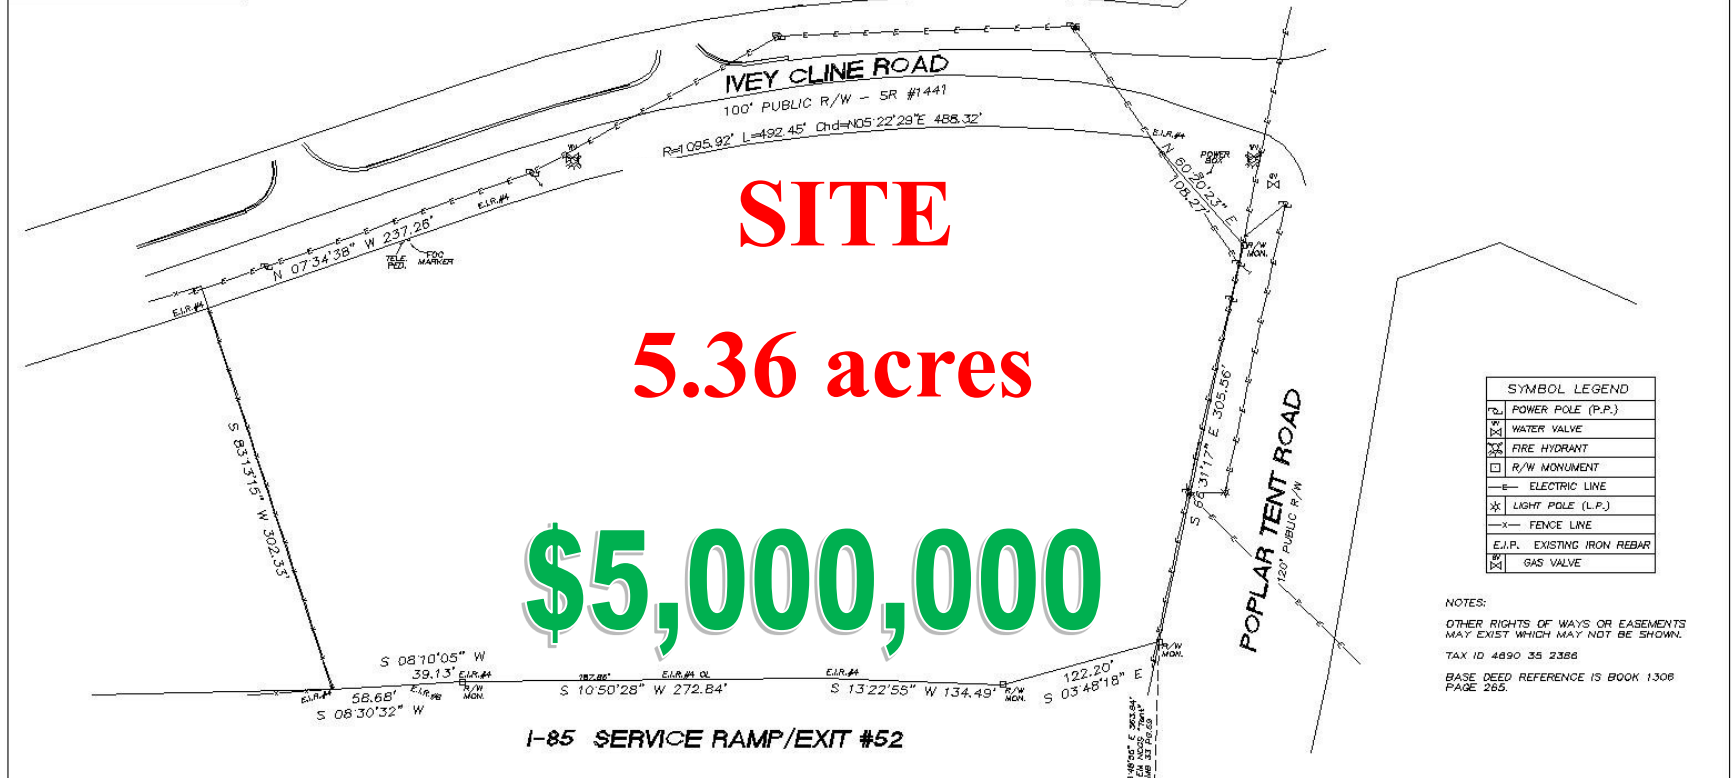 IVEY CLINE ROAD
100' PUBLIC R/W - SR #1441
R=1095.92' L=492.45' Chd=N05°22'29"E 488.32'
E.I.R.#4
POWER
BOX
N 60°20'23" E
108.27'
R/W
MON.
SITE
E.I.R.#4
N 07°34'38" W 237.26'
TELE.
PED.
FOC
MARKER
E.I.R.#4
5.36 acres
S 83°13'15" W 302.33'
S 66°31'17" E 305.56'
POPLAR TENT ROAD
120' PUBLIC R/W
$5,000,000
SYMBOL LEGEND
POWER POLE (P.P.)
WATER VALVE
FIRE HYDRANT
R/W MONUMENT
ELECTRIC LINE
LIGHT POLE (L.P.)
FENCE LINE
E.I.P. EXISTING IRON REBAR
GAS VALVE
NOTES:
OTHER RIGHTS OF WAYS OR EASEMENTS
MAY EXIST WHICH MAY NOT BE SHOWN.
TAX ID 4690 35 2386
BASE DEED REFERENCE IS BOOK 1306
PAGE 265.
S 08°10'05" W
39.13'
E.I.R.#4
E.I.R.#4 OL
E.I.R.#4
R/W
MON.
E.I.R.#4
58.68'
S 08°30'32" W
R/W
MON.
S 10°50'28" W 272.84'
S 13°22'55" W 134.49'
R/W
MON.
122.20'
S 03°48'18" E
I-85 SERVICE RAMP/EXIT #52